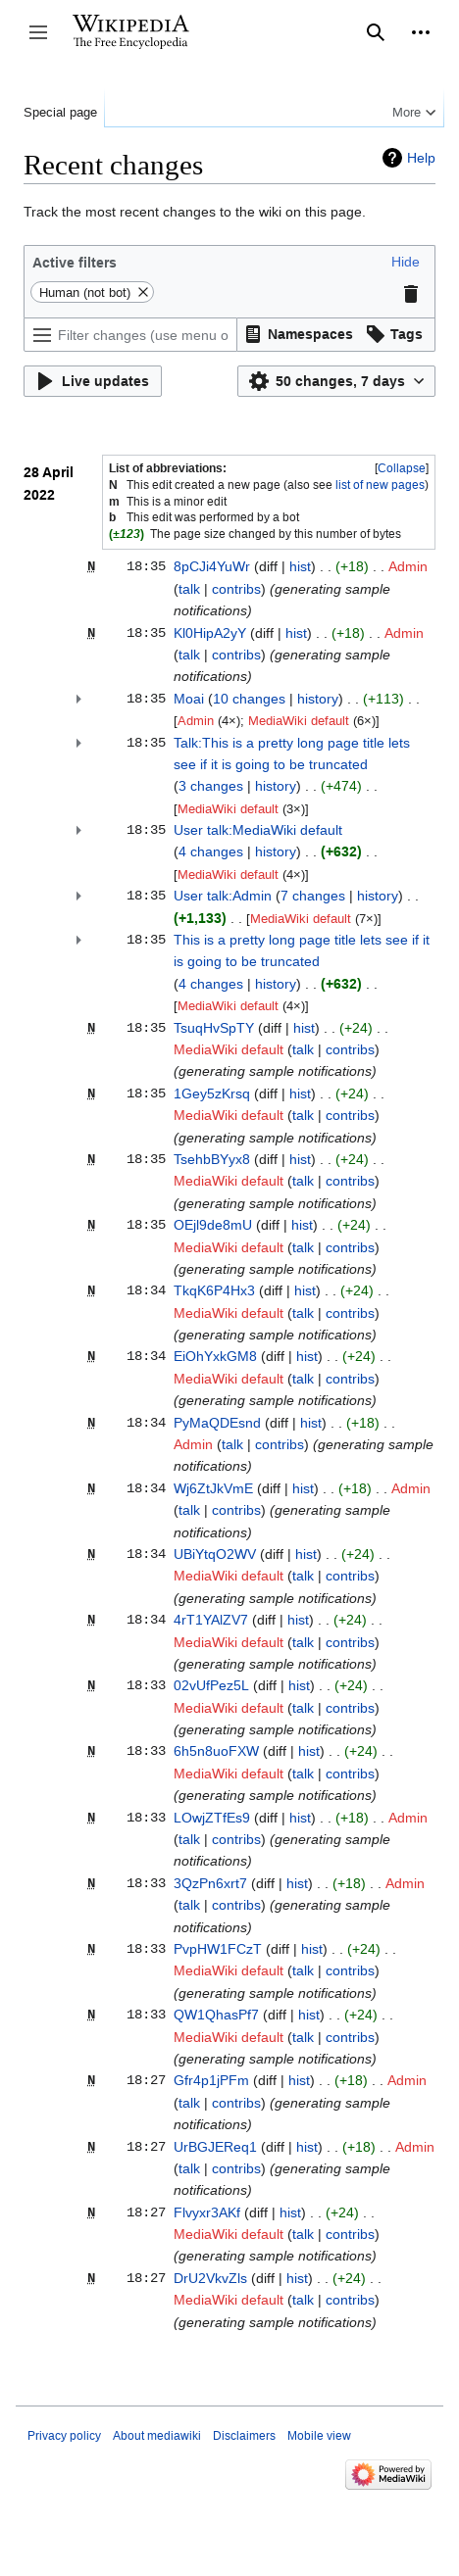 WIKIPEDIA
The Free Encyclopedia
Special page
More
Recent changes
Help
Track the most recent changes to the wiki on this page.
Active filters
Hide
Human (not bot)
Filter changes (use menu o
Namespaces
Tags
Live updates
50 changes, 7 days
28 April
2022
List of abbreviations:
[Collapse]
N This edit created a new page (also see list of new pages)
m This is a minor edit
b This edit was performed by a bot
(±123) The page size changed by this number of bytes
N 18:35 8pCJi4YuWr (diff | hist) . . (+18) . . Admin
(talk | contribs) (generating sample
notifications)
N 18:35 Kl0HipA2yY (diff | hist) . . (+18) . . Admin
(talk | contribs) (generating sample
notifications)
18:35 Moai (10 changes | history) . . (+113) . .
[Admin (4×); MediaWiki default (6×)]
18:35 Talk:This is a pretty long page title lets
see if it is going to be truncated
(3 changes | history) . . (+474) . .
[MediaWiki default (3×)]
18:35 User talk:MediaWiki default
(4 changes | history) . . (+632) . .
[MediaWiki default (4×)]
18:35 User talk:Admin (7 changes | history) . .
(+1,133) . . [MediaWiki default (7×)]
18:35 This is a pretty long page title lets see if it
is going to be truncated
(4 changes | history) . . (+632) . .
[MediaWiki default (4×)]
N 18:35 TsuqHvSpTY (diff | hist) . . (+24) . .
MediaWiki default (talk | contribs)
(generating sample notifications)
N 18:35 1Gey5zKrsq (diff | hist) . . (+24) . .
MediaWiki default (talk | contribs)
(generating sample notifications)
N 18:35 TsehbBYyx8 (diff | hist) . . (+24) . .
MediaWiki default (talk | contribs)
(generating sample notifications)
N 18:35 OEjl9de8mU (diff | hist) . . (+24) . .
MediaWiki default (talk | contribs)
(generating sample notifications)
N 18:34 TkqK6P4Hx3 (diff | hist) . . (+24) . .
MediaWiki default (talk | contribs)
(generating sample notifications)
N 18:34 EiOhYxkGM8 (diff | hist) . . (+24) . .
MediaWiki default (talk | contribs)
(generating sample notifications)
N 18:34 PyMaQDEsnd (diff | hist) . . (+18) . .
Admin (talk | contribs) (generating sample
notifications)
N 18:34 Wj6ZtJkVmE (diff | hist) . . (+18) . . Admin
(talk | contribs) (generating sample
notifications)
N 18:34 UBiYtqO2WV (diff | hist) . . (+24) . .
MediaWiki default (talk | contribs)
(generating sample notifications)
N 18:34 4rT1YAlZV7 (diff | hist) . . (+24) . .
MediaWiki default (talk | contribs)
(generating sample notifications)
N 18:33 02vUfPez5L (diff | hist) . . (+24) . .
MediaWiki default (talk | contribs)
(generating sample notifications)
N 18:33 6h5n8uoFXW (diff | hist) . . (+24) . .
MediaWiki default (talk | contribs)
(generating sample notifications)
N 18:33 LOwjZTfEs9 (diff | hist) . . (+18) . . Admin
(talk | contribs) (generating sample
notifications)
N 18:33 3QzPn6xrt7 (diff | hist) . . (+18) . . Admin
(talk | contribs) (generating sample
notifications)
N 18:33 PvpHW1FCzT (diff | hist) . . (+24) . .
MediaWiki default (talk | contribs)
(generating sample notifications)
N 18:33 QW1QhasPf7 (diff | hist) . . (+24) . .
MediaWiki default (talk | contribs)
(generating sample notifications)
N 18:27 Gfr4p1jPFm (diff | hist) . . (+18) . . Admin
(talk | contribs) (generating sample
notifications)
N 18:27 UrBGJEReq1 (diff | hist) . . (+18) . . Admin
(talk | contribs) (generating sample
notifications)
N 18:27 Flvyxr3AKf (diff | hist) . . (+24) . .
MediaWiki default (talk | contribs)
(generating sample notifications)
N 18:27 DrU2VkvZls (diff | hist) . . (+24) . .
MediaWiki default (talk | contribs)
(generating sample notifications)
Privacy policy About mediawiki Disclaimers Mobile view
Powered by
MediaWiki